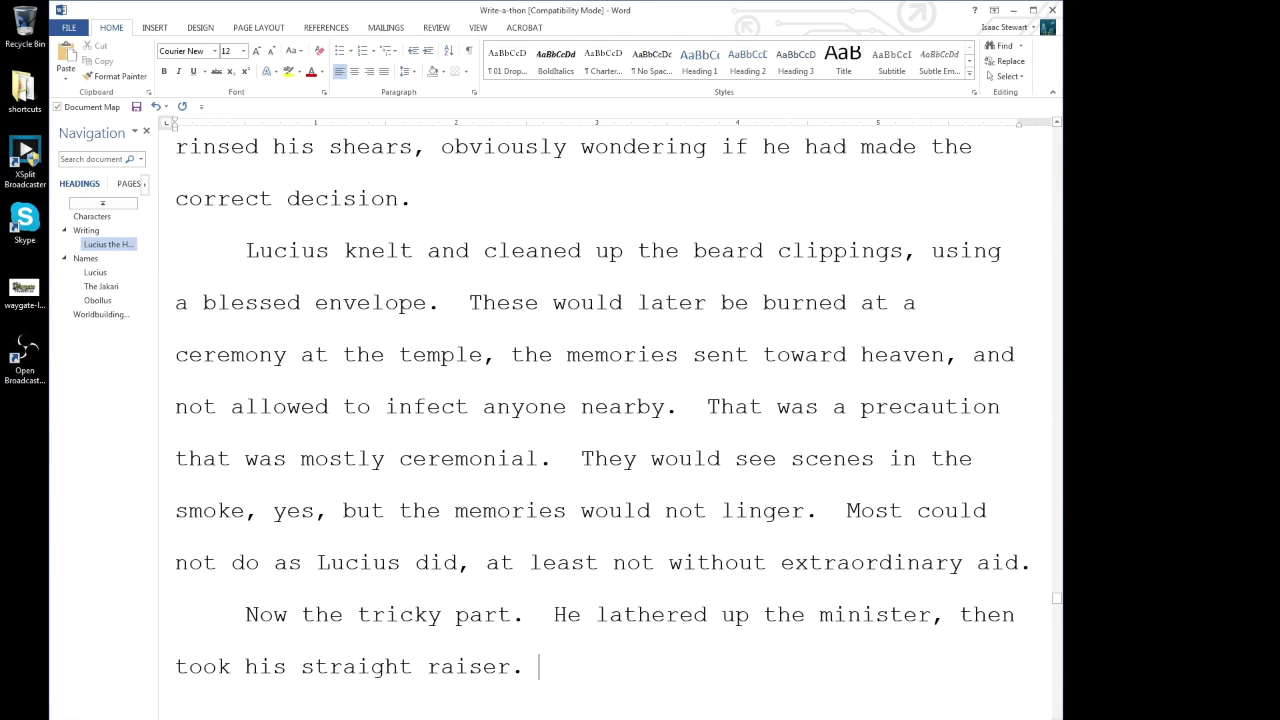 Write-a-thon [Compatibility Mode] - Word
Isaac Stewart
FILE HOME INSERT DESIGN PAGE LAYOUT REFERENCES MAILINGS REVIEW VIEW ACROBAT
Recycle Bin
shortcuts
XSplit
Broadcaster
Skype
waygate-l...
Open
Broadcast...
Paste
Cut
Copy
Format Painter
Clipboard
Courier New 12
Font
Paragraph
AaBbCcD AaBbCcDd AaBbCcD AaBbCcDc AaBbC AaBbCcD AaBbCcD AaB AaBbCcI AaBbCcDd
¶ 01 Drop... BoldItalics ¶ Charter... ¶ No Spac... Heading 1 Heading 2 Heading 3 Title Subtitle Subtle Em...
Styles
Find
Replace
Select
Editing
Document Map
Navigation
Search document
HEADINGS PAGES
Characters
Writing
Lucius the H...
Names
Lucius
The Jakari
Obollus
Worldbuilding...
1 2 3 4 5
rinsed his shears, obviously wondering if he had made the
correct decision.
Lucius knelt and cleaned up the beard clippings, using
a blessed envelope.  These would later be burned at a
ceremony at the temple, the memories sent toward heaven, and
not allowed to infect anyone nearby.  That was a precaution
that was mostly ceremonial.  They would see scenes in the
smoke, yes, but the memories would not linger.  Most could
not do as Lucius did, at least not without extraordinary aid.
Now the tricky part.  He lathered up the minister, then
took his straight raiser.